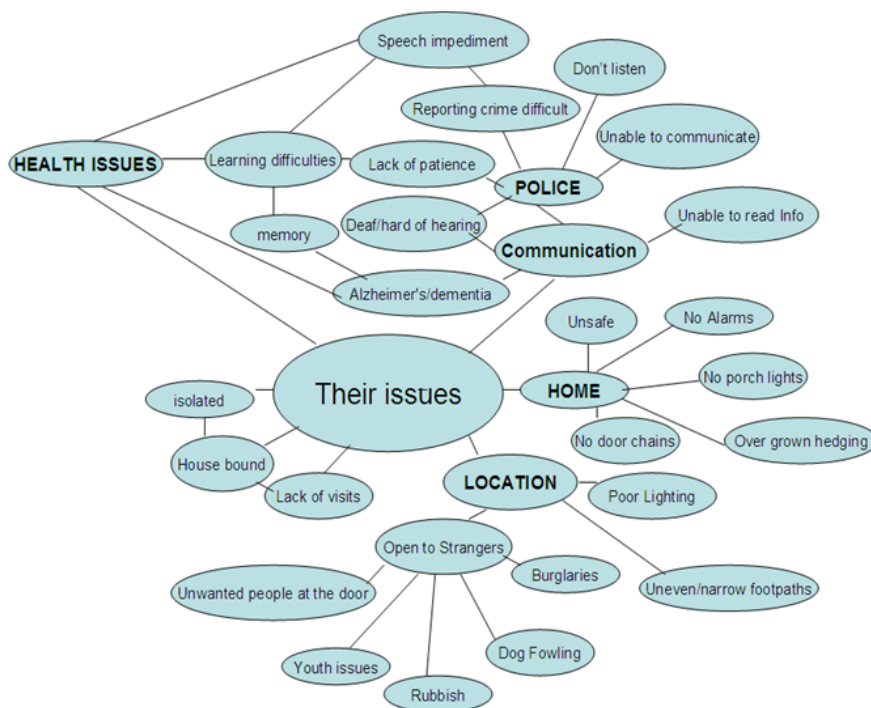 Speech impediment
Don't listen
Reporting crime difficult
Unable to communicate
HEALTH ISSUES
Learning difficulties
Lack of patience
POLICE
Unable to read Info
Deaf/hard of hearing
memory
Communication
Alzheimer's/dementia
Unsafe
No Alarms
Their issues
HOME
No porch lights
isolated
No door chains
Over grown hedging
House bound
Lack of visits
LOCATION
Poor Lighting
Open to Strangers
Burglaries
Uneven/narrow footpaths
Unwanted people at the door
Dog Fowling
Youth issues
Rubbish